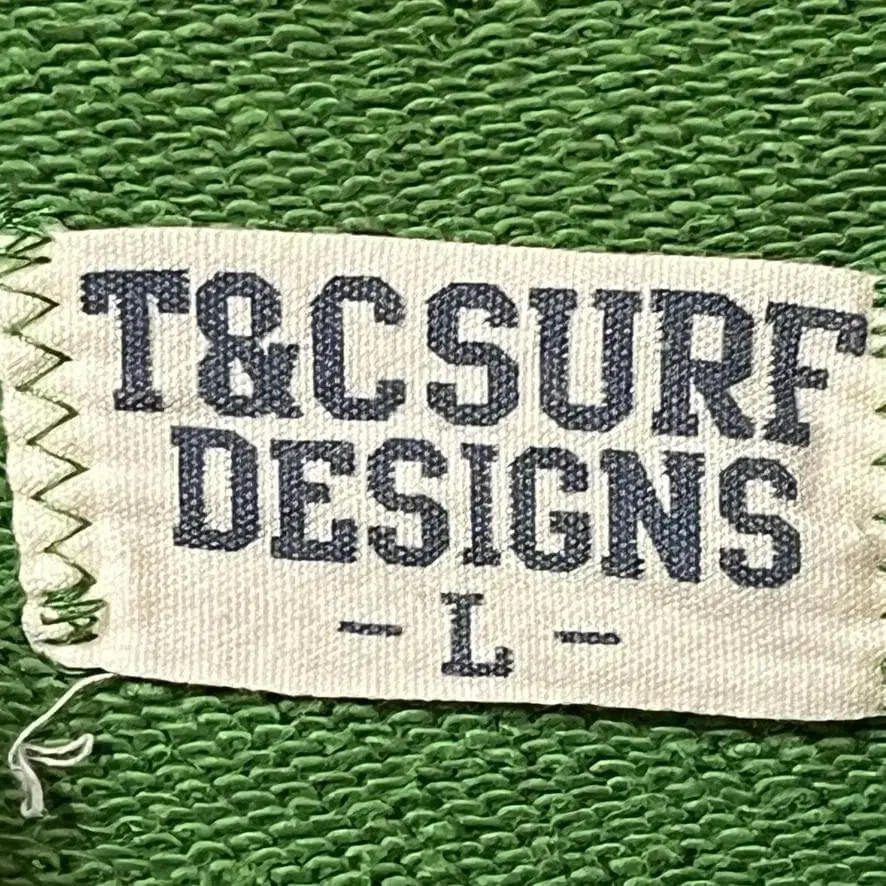 T&C SURF
DESIGNS
- L -